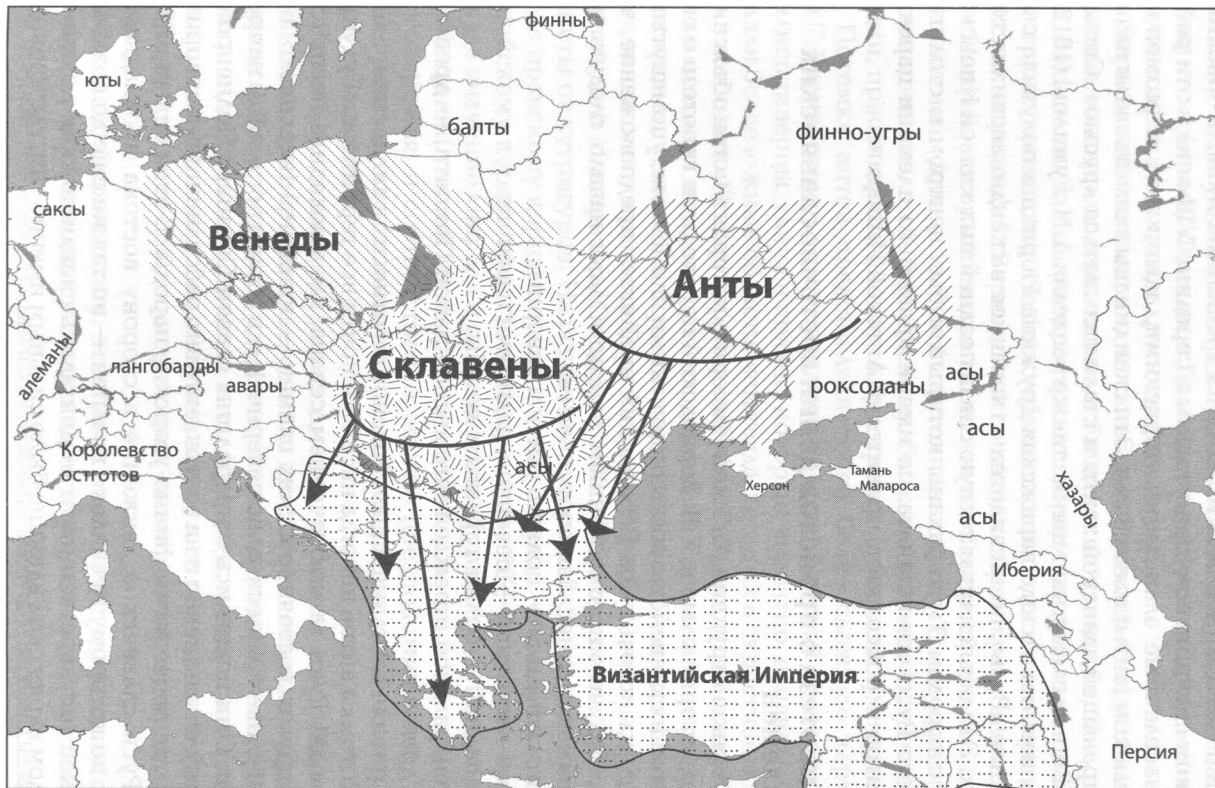 финны
юты
балты
финно-угры
саксы
Венеды
Анты
алеманы
лангобарды
Склавены
авары
роксоланы
асы
асы
Королевство
остготов
асы
Херсон
Тамань
Малароса
хазары
асы
Иберия
Византийская Империя
Персия